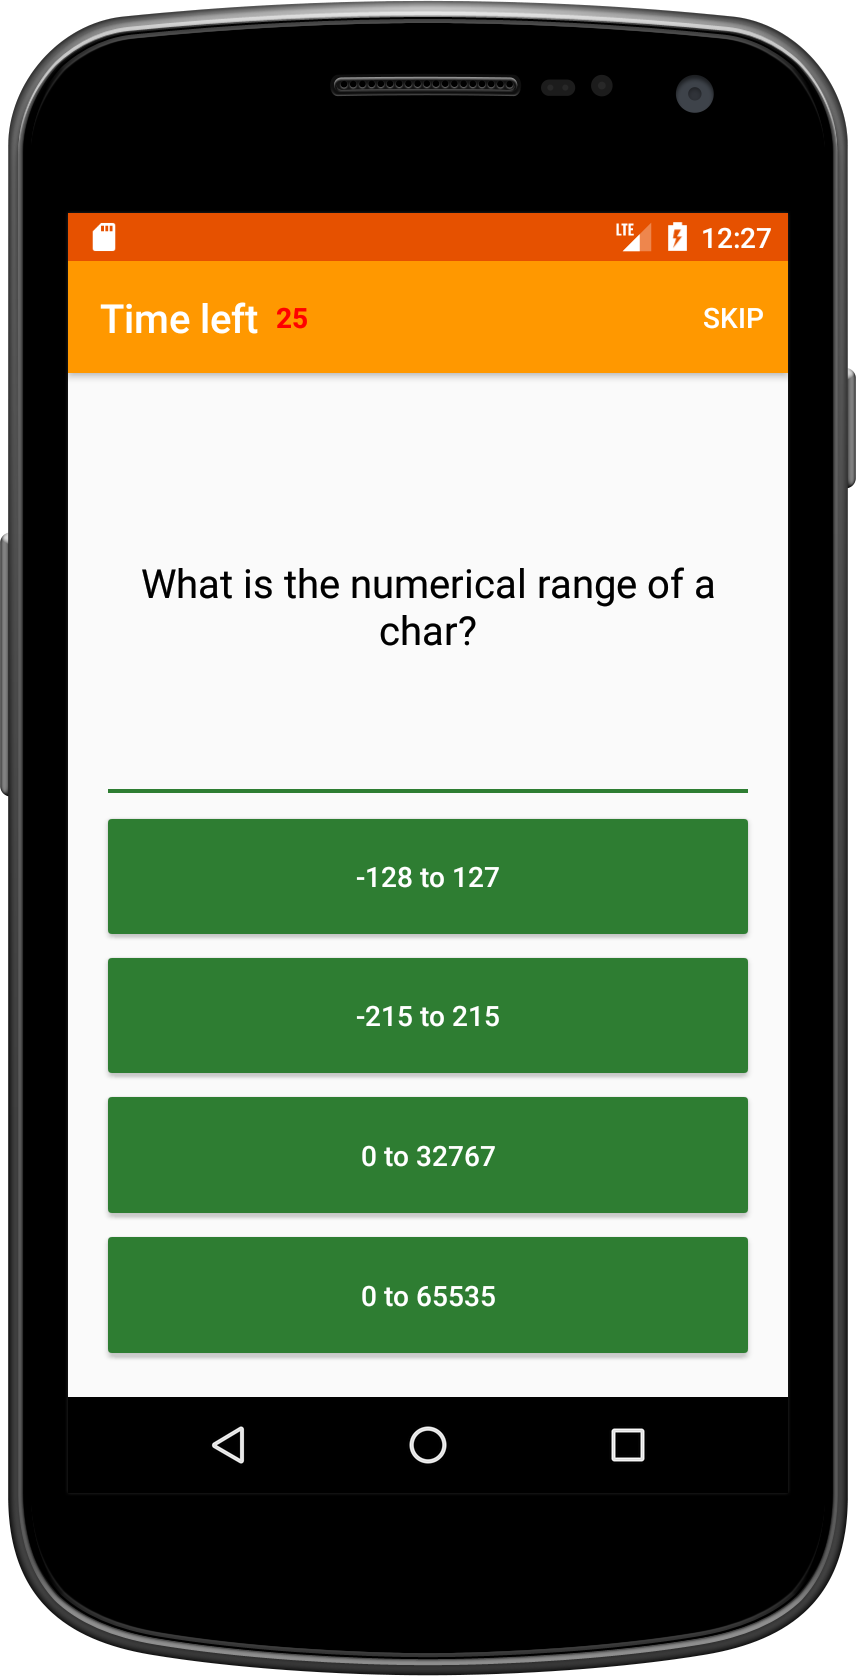 LTE 12:27
Time left 25 SKIP
What is the numerical range of a
char?
-128 to 127
-215 to 215
0 to 32767
0 to 65535